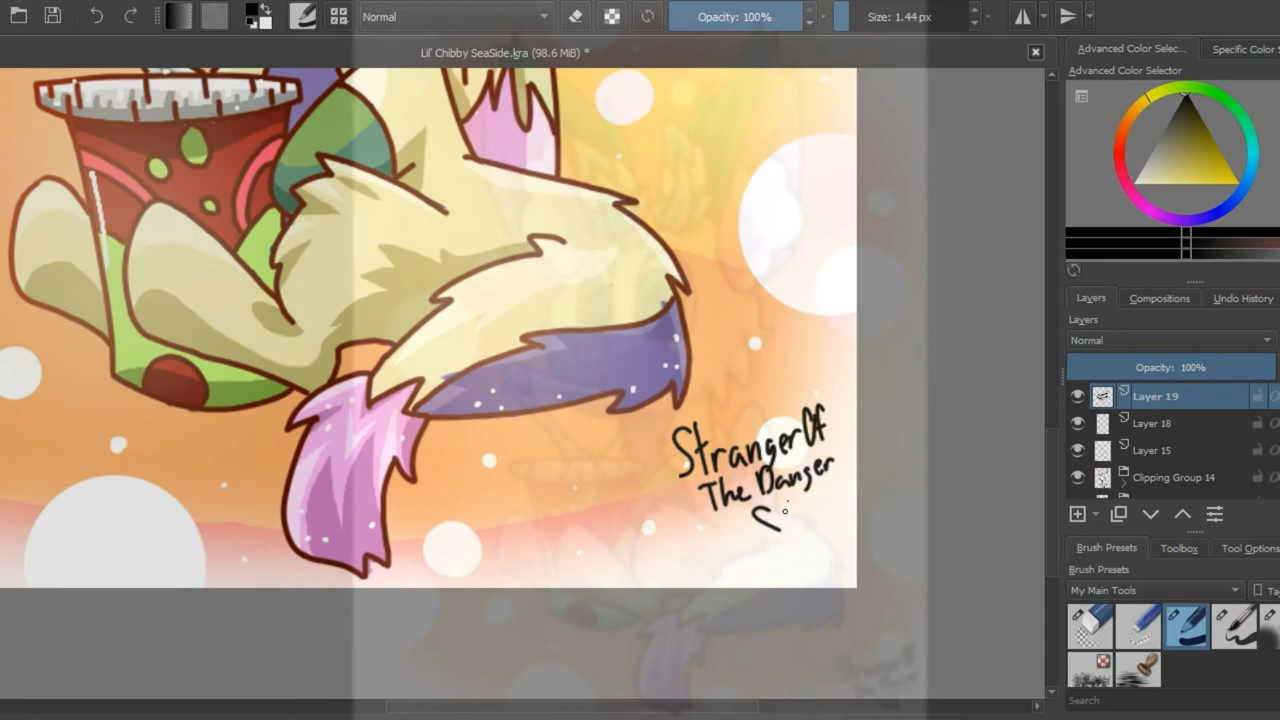 Normal
Opacity: 100%
Size: 1.44 px
Lil' Chibby SeaSide.kra (98.6 MiB) *
Advanced Color Selec...
Specific Color S
Advanced Color Selector
Layers
Compositions
Undo History
Layers
Normal
Opacity: 100%
Layer 19
Layer 18
Layer 15
Clipping Group 14
StrangerOf
The Danger
Brush Presets
Toolbox
Tool Options
Brush Presets
My Main Tools
Tag
Search